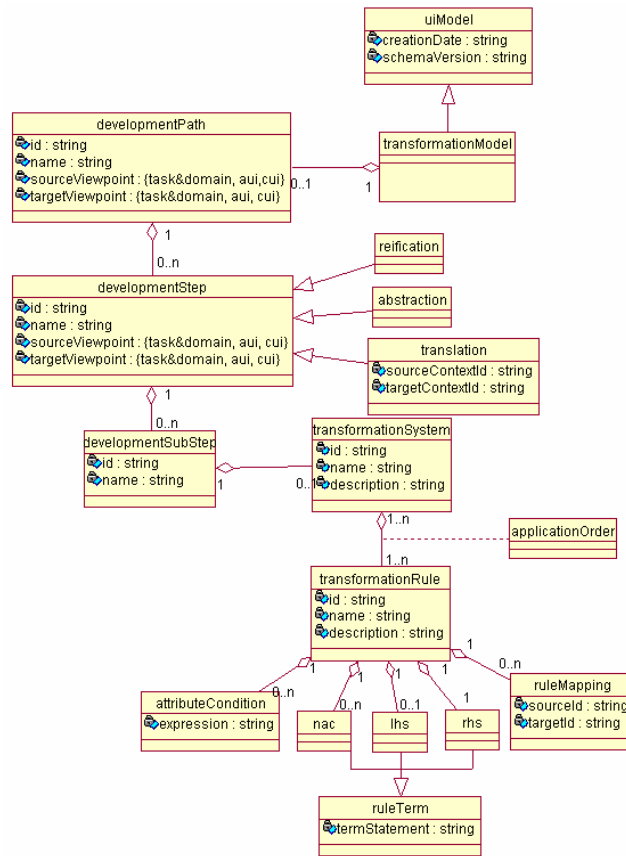 uiModel
creationDate : string
schemaVersion : string
developmentPath
id : string
name : string
sourceViewpoint : {task&domain, aui,cui}
targetViewpoint : {task&domain, aui, cui}
transformationModel
0..1
1
1
0..n
reification
developmentStep
id : string
name : string
sourceViewpoint : {task&domain, aui, cui}
targetViewpoint : {task&domain, aui, cui}
abstraction
translation
sourceContextId : string
targetContextId : string
1
0..n
developmentSubStep
id : string
name : string
transformationSystem
id : string
name : string
description : string
1
0..1
1..n
applicationOrder
1..n
transformationRule
id : string
name : string
description : string
1
1
1
1
1
0..n
0..n
0..n
0..1
1
attributeCondition
expression : string
nac
lhs
rhs
ruleMapping
sourceId : string
targetId : string
ruleTerm
termStatement : string